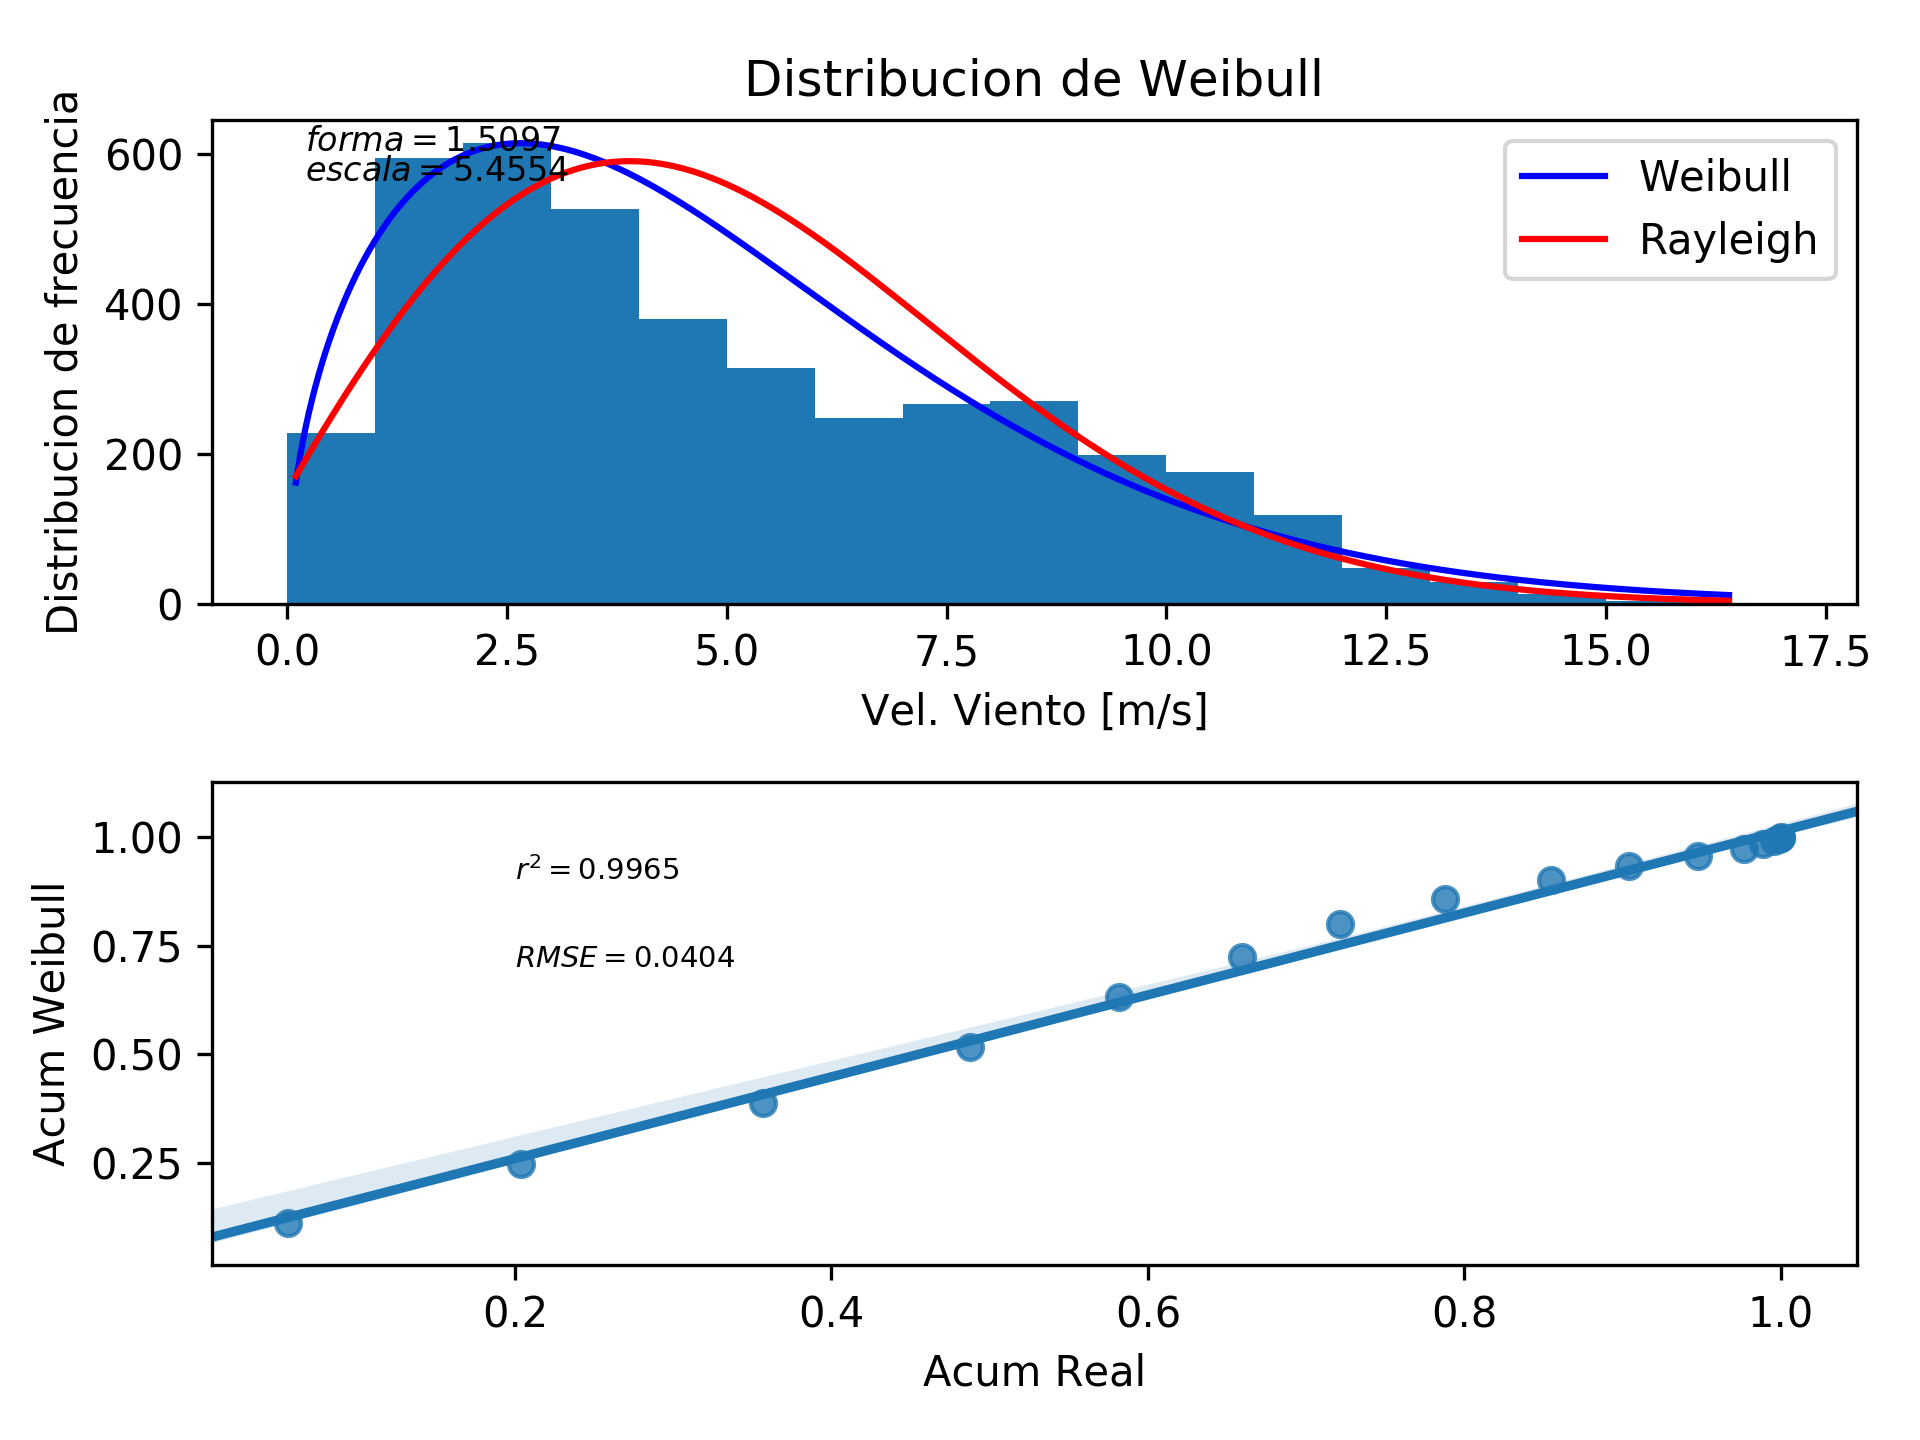 Distribucion de Weibull
forma = 1.5097
escala = 5.4554
Weibull
Rayleigh
Distribucion de frecuencia
600
400
200
0
0.0 2.5 5.0 7.5 10.0 12.5 15.0 17.5
Vel. Viento [m/s]
r² = 0.9965
RMSE = 0.0404
Acum Weibull
1.00
0.75
0.50
0.25
0.2 0.4 0.6 0.8 1.0
Acum Real